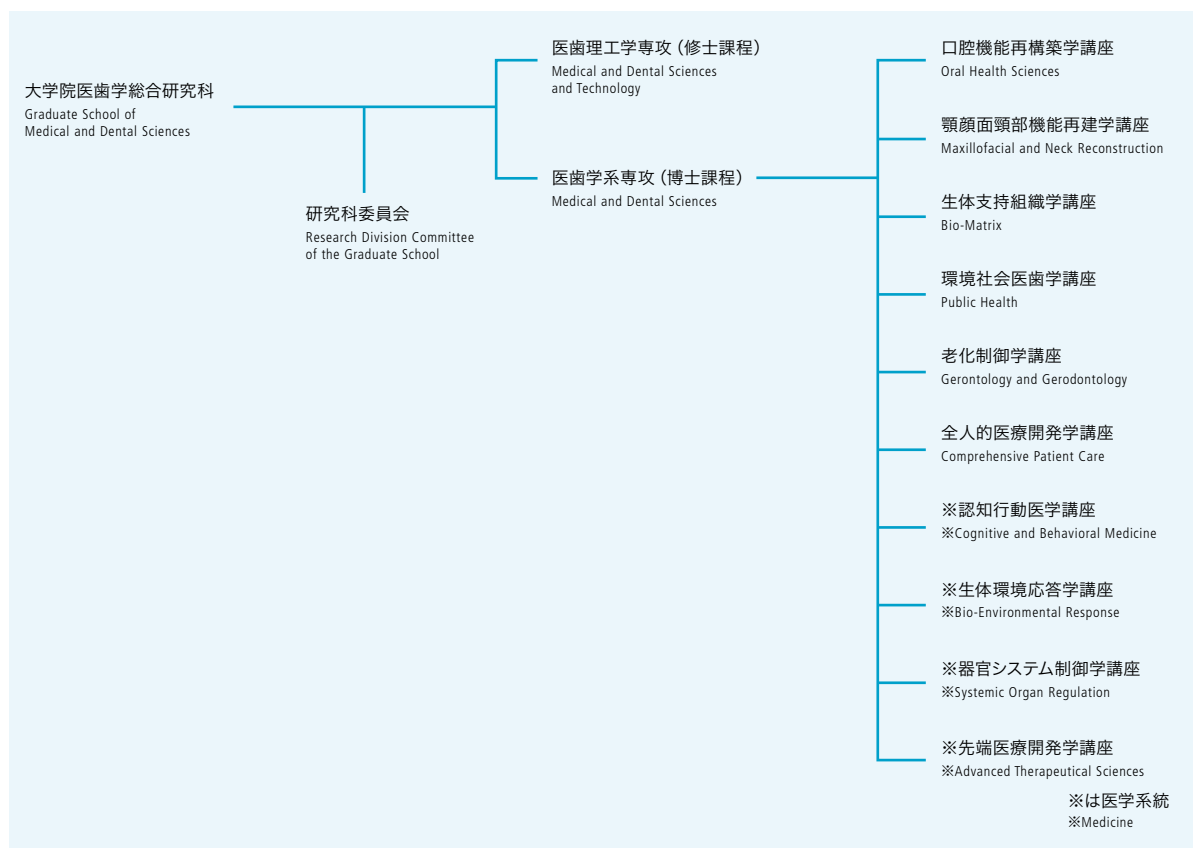 大学院医歯学総合研究科
Graduate School of
Medical and Dental Sciences
研究科委員会
Research Division Committee
of the Graduate School
医歯理工学専攻（修士課程）
Medical and Dental Sciences
and Technology
医歯学系専攻（博士課程）
Medical and Dental Sciences
口腔機能再構築学講座
Oral Health Sciences
顎顔面頸部機能再建学講座
Maxillofacial and Neck Reconstruction
生体支持組織学講座
Bio-Matrix
環境社会医歯学講座
Public Health
老化制御学講座
Gerontology and Gerodontology
全人的医療開発学講座
Comprehensive Patient Care
※認知行動医学講座
※Cognitive and Behavioral Medicine
※生体環境応答学講座
※Bio-Environmental Response
※器官システム制御学講座
※Systemic Organ Regulation
※先端医療開発学講座
※Advanced Therapeutical Sciences
※は医学系統
※Medicine